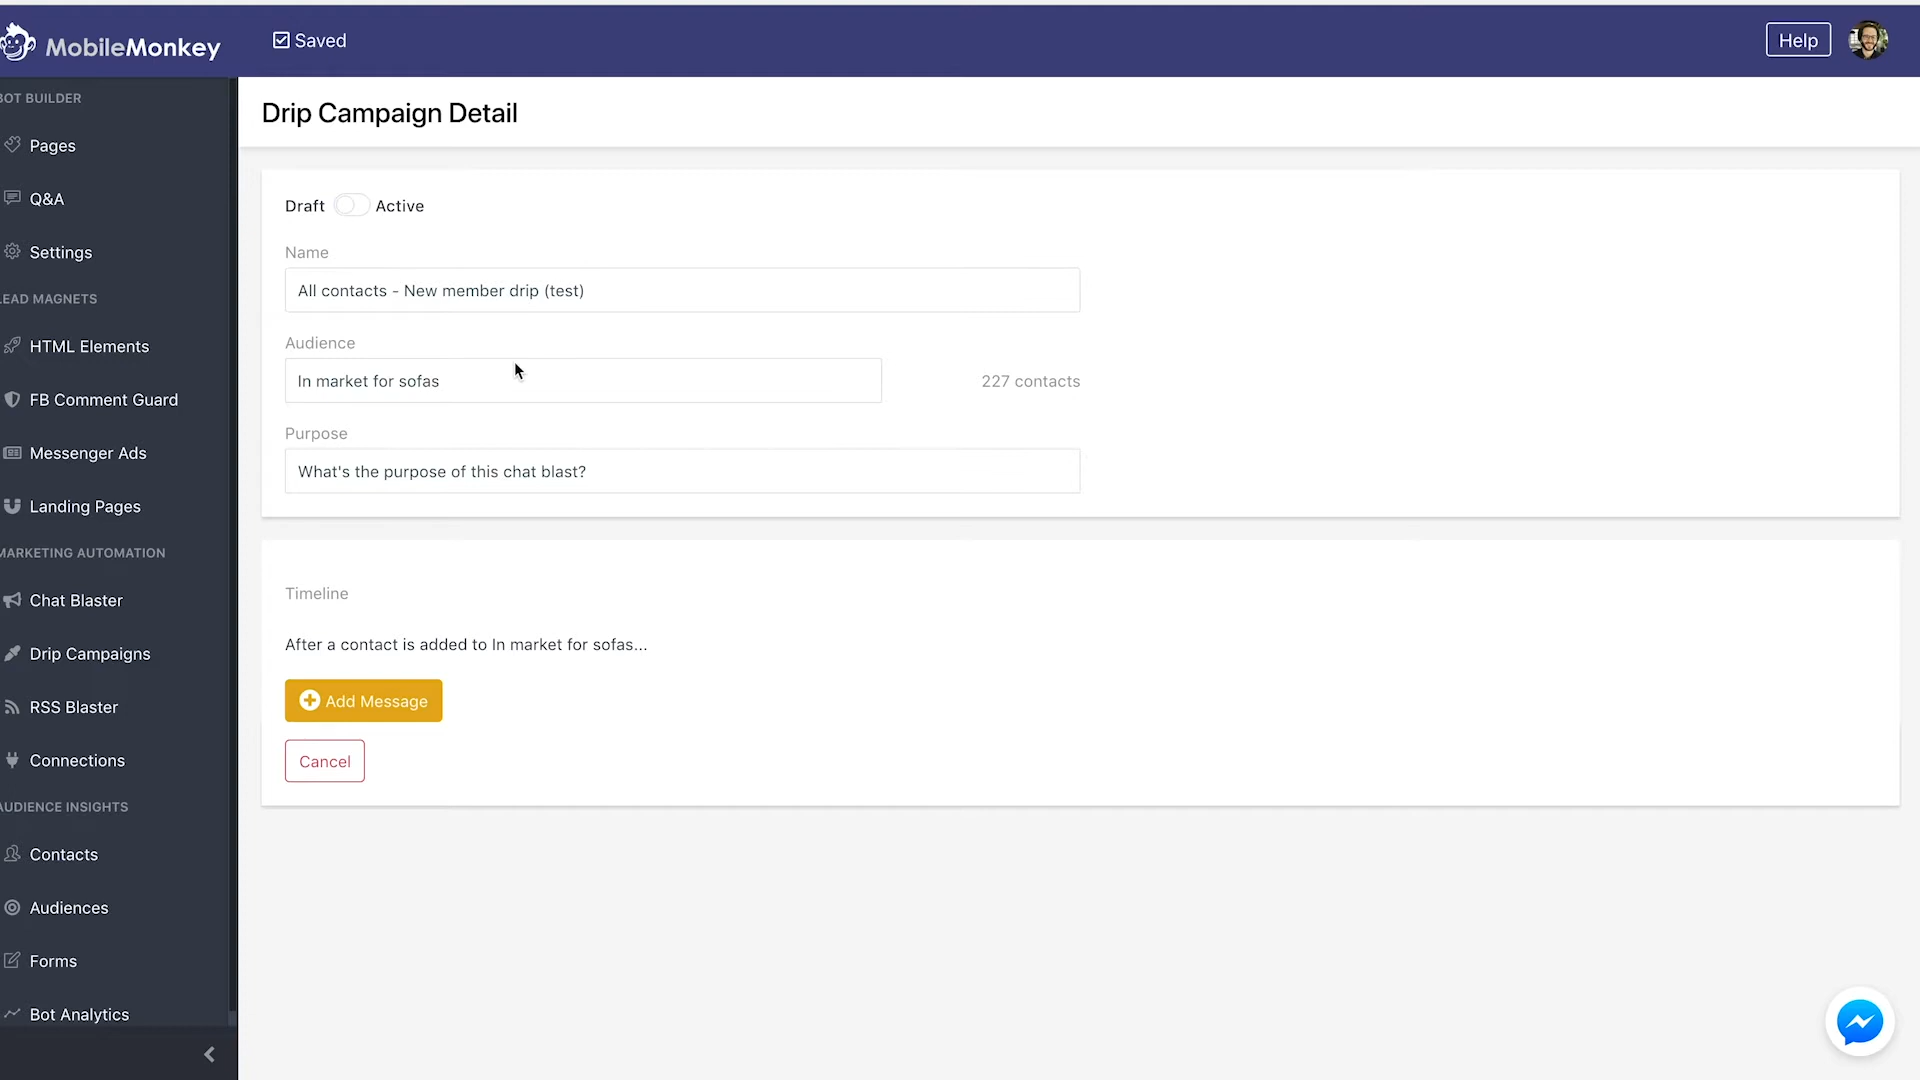 MobileMonkey
Saved
Help
BOT BUILDER
Pages
Q&A
Settings
LEAD MAGNETS
HTML Elements
FB Comment Guard
Messenger Ads
Landing Pages
MARKETING AUTOMATION
Chat Blaster
Drip Campaigns
RSS Blaster
Connections
AUDIENCE INSIGHTS
Contacts
Audiences
Forms
Bot Analytics
Drip Campaign Detail
Draft Active
Name
All contacts - New member drip (test)
Audience
In market for sofas
227 contacts
Purpose
What's the purpose of this chat blast?
Timeline
After a contact is added to In market for sofas...
Add Message
Cancel